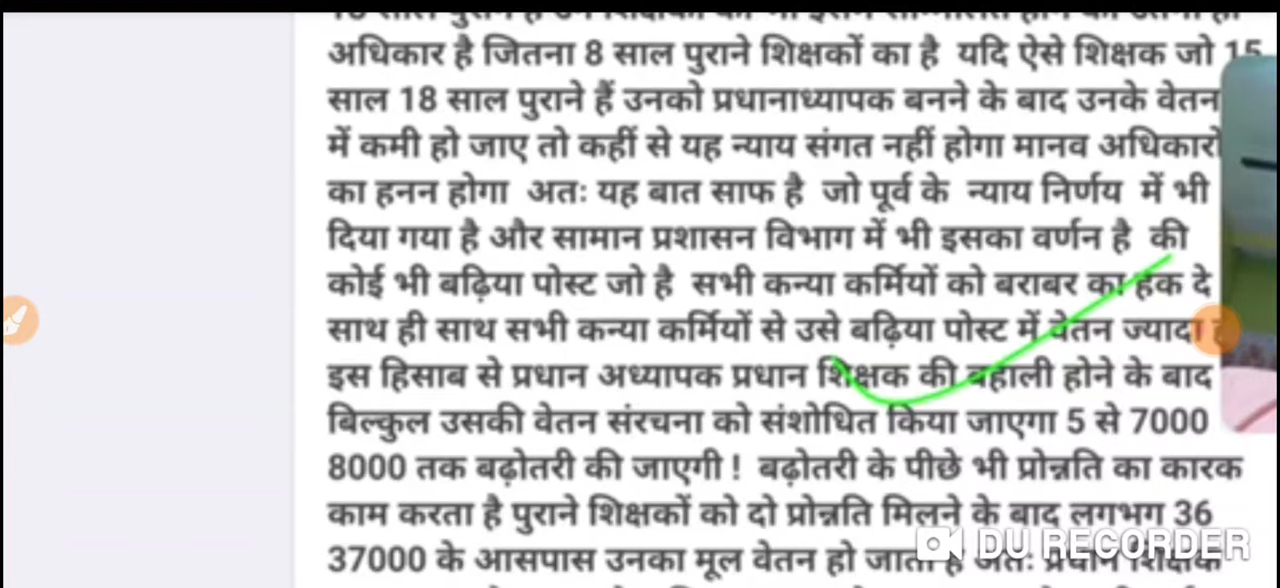 अधिकार है जितना 8 साल पुराने शिक्षकों का है यदि ऐसे शिक्षक जो 15
साल 18 साल पुराने हैं उनको प्रधानाध्यापक बनने के बाद उनके वेतन
में कमी हो जाए तो कहीं से यह न्याय संगत नहीं होगा मानव अधिकारो
का हनन होगा अतः यह बात साफ है जो पूर्व के न्याय निर्णय में भी
दिया गया है और सामान प्रशासन विभाग में भी इसका वर्णन है की
कोई भी बढ़िया पोस्ट जो है सभी कन्या कर्मियों को बराबर का हक दे
साथ ही साथ सभी कन्या कर्मियों से उसे बढ़िया पोस्ट में वेतन ज्यादा
इस हिसाब से प्रधान अध्यापक प्रधान शिक्षक की बहाली होने के बाद
बिल्कुल उसकी वेतन संरचना को संशोधित किया जाएगा 5 से 7000
8000 तक बढ़ोतरी की जाएगी ! बढ़ोतरी के पीछे भी प्रोन्नति का कारक
काम करता है पुराने शिक्षकों को दो प्रोन्नति मिलने के बाद लगभग 36
37000 के आसपास उनका मूल वेतन हो जाता है अतः प्रधान शिक्षक
DU RECORDER